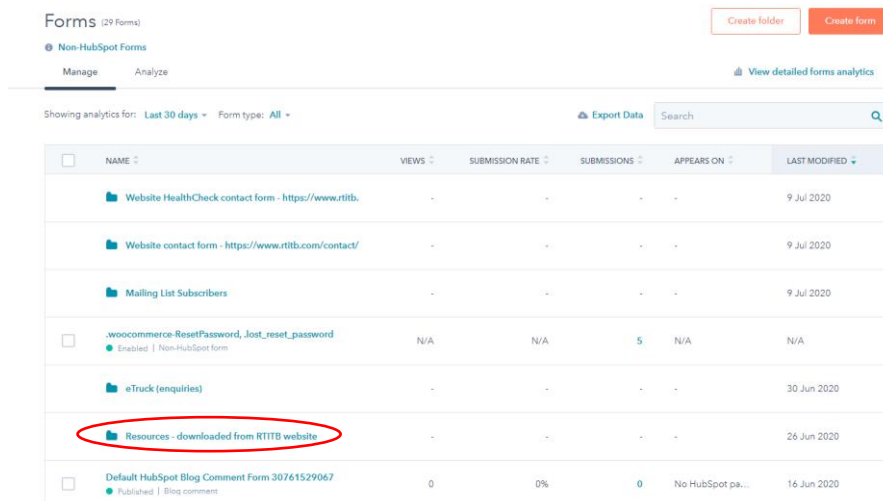 Forms (29 Forms)
Create folder
Create form
Non-HubSpot Forms
Manage Analyze
View detailed forms analytics
Showing analytics for: Last 30 days Form type: All
Export Data
Search
NAME VIEWS SUBMISSION RATE SUBMISSIONS APPEARS ON LAST MODIFIED
Website HealthCheck contact form - https://www.rtitb. - - - - 9 Jul 2020
Website contact form - https://www.rtitb.com/contact/ - - - - 9 Jul 2020
Mailing List Subscribers - - - - 9 Jul 2020
.woocommerce-ResetPassword, .lost_reset_password N/A N/A 5 N/A N/A
Enabled | Non-HubSpot form
eTruck (enquiries) - - - - 30 Jun 2020
Resources - downloaded from RTITB website - - - - 26 Jun 2020
Default HubSpot Blog Comment Form 30761529067 0 0% 0 No HubSpot pa... 16 Jun 2020
Published | Blog comment